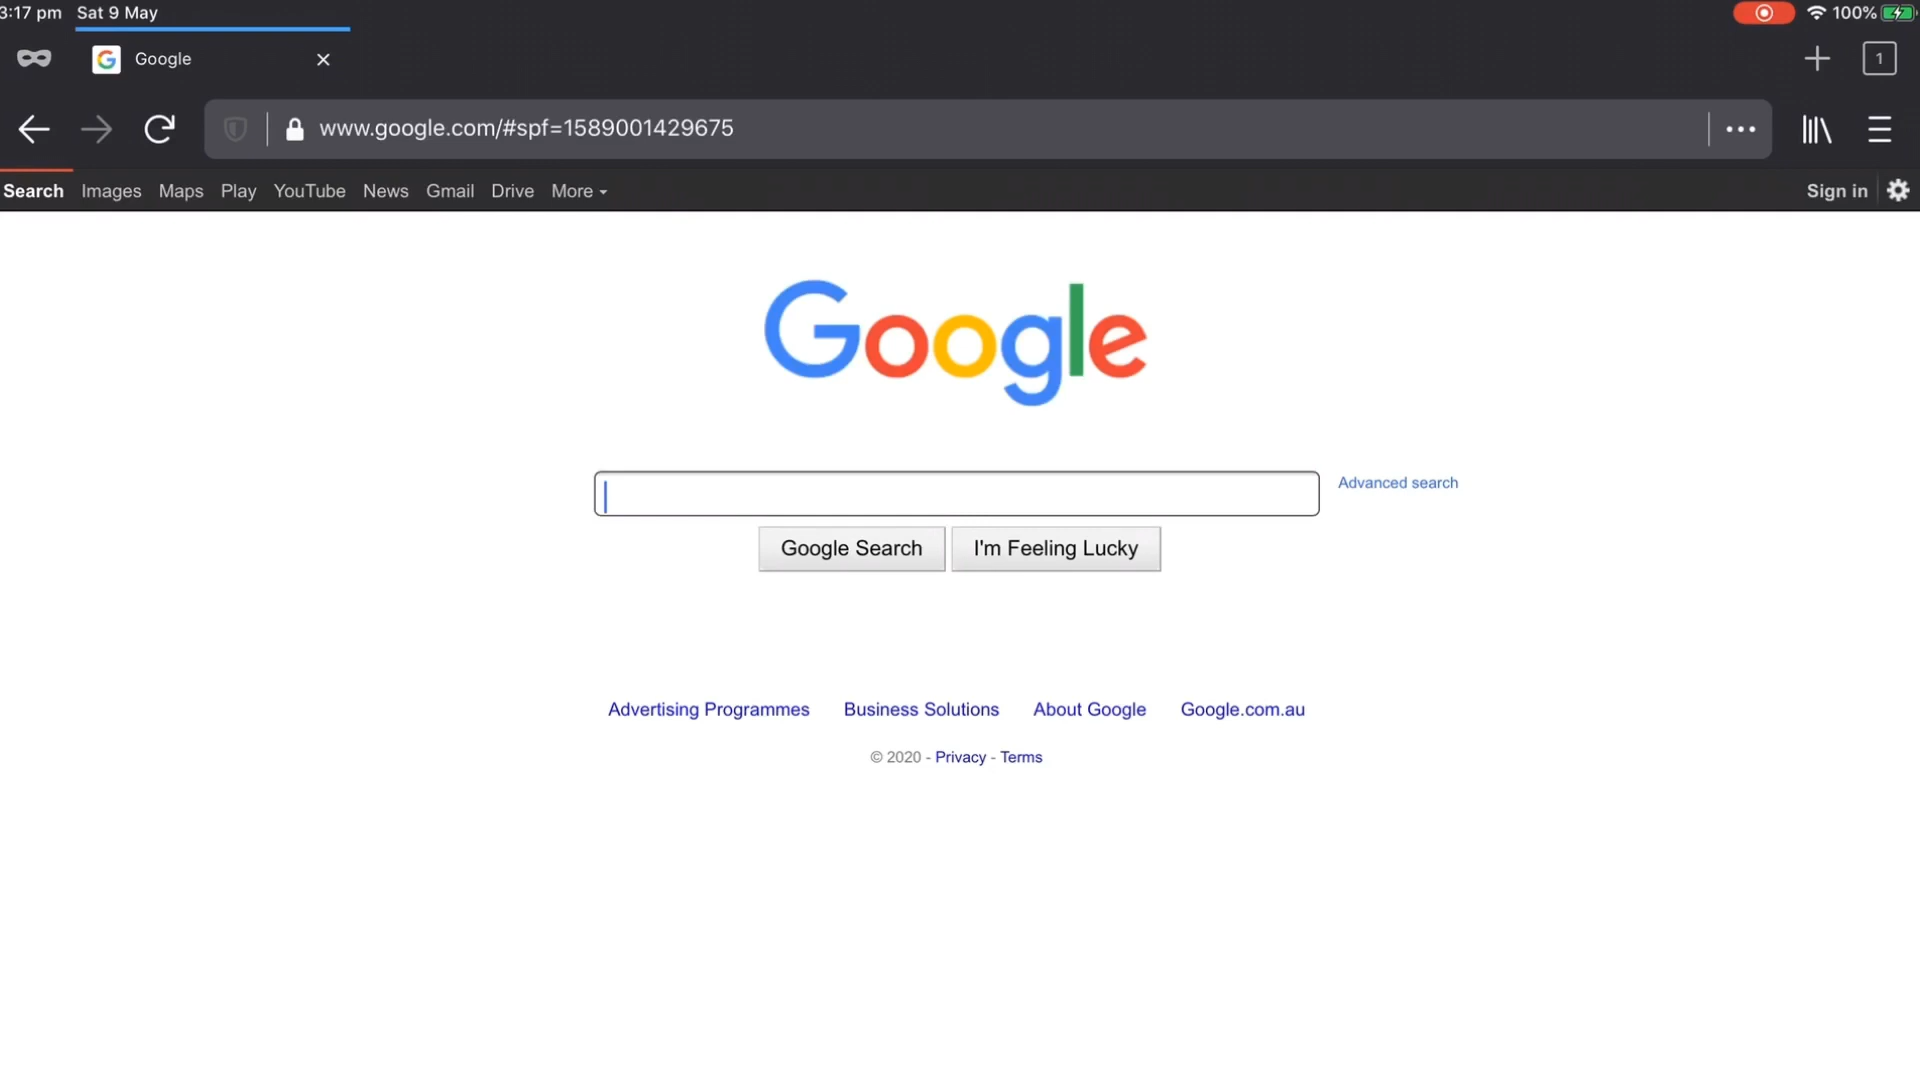 3:17 pm Sat 9 May 100%
Google 1
www.google.com/#spf=1589001429675
Search Images Maps Play YouTube News Gmail Drive More Sign in
Google
Advanced search
Google Search I'm Feeling Lucky
Advertising Programmes Business Solutions About Google Google.com.au
© 2020 - Privacy - Terms